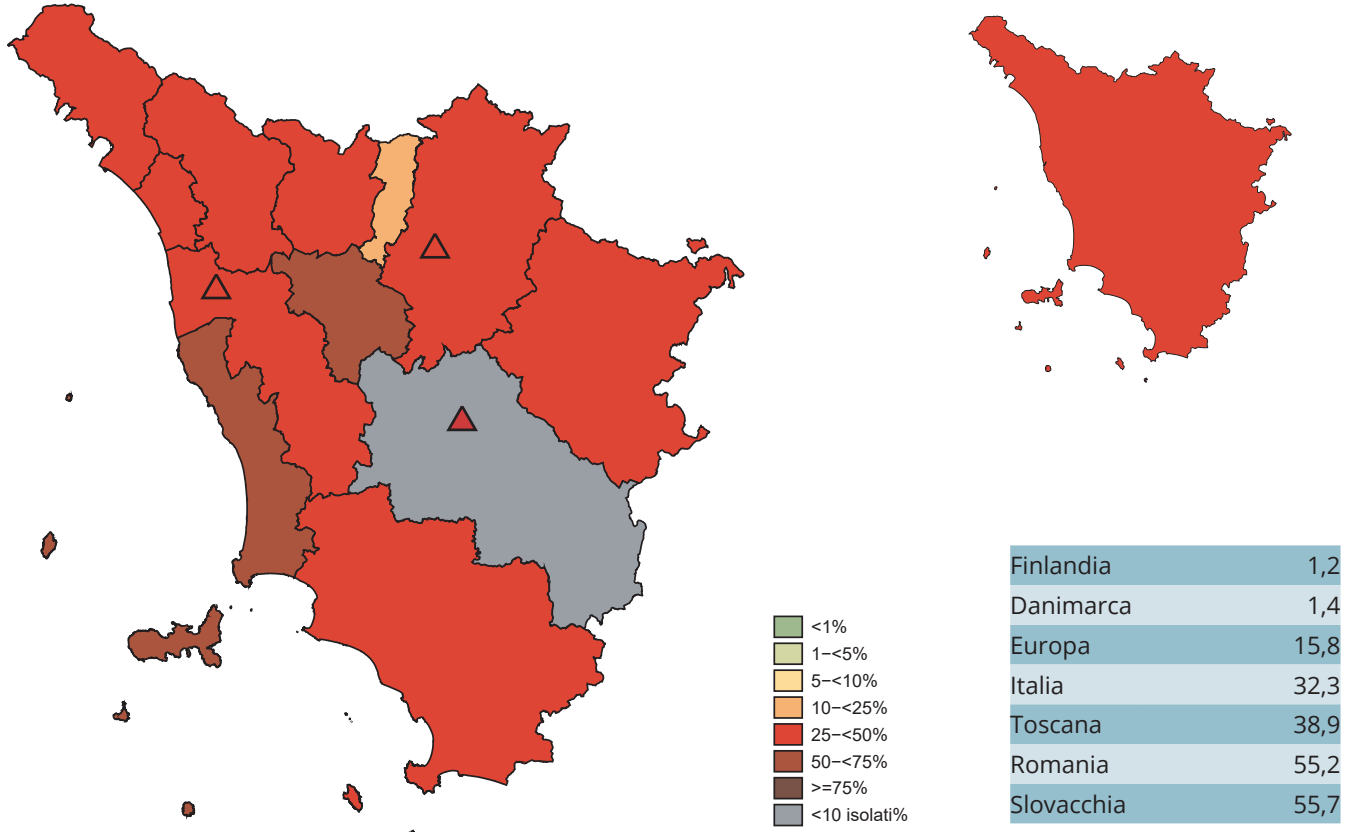 <1%
1−<5%
5−<10%
10−<25%
25−<50%
50−<75%
>=75%
<10 isolati%
Finlandia 1,2
Danimarca 1,4
Europa 15,8
Italia 32,3
Toscana 38,9
Romania 55,2
Slovacchia 55,7